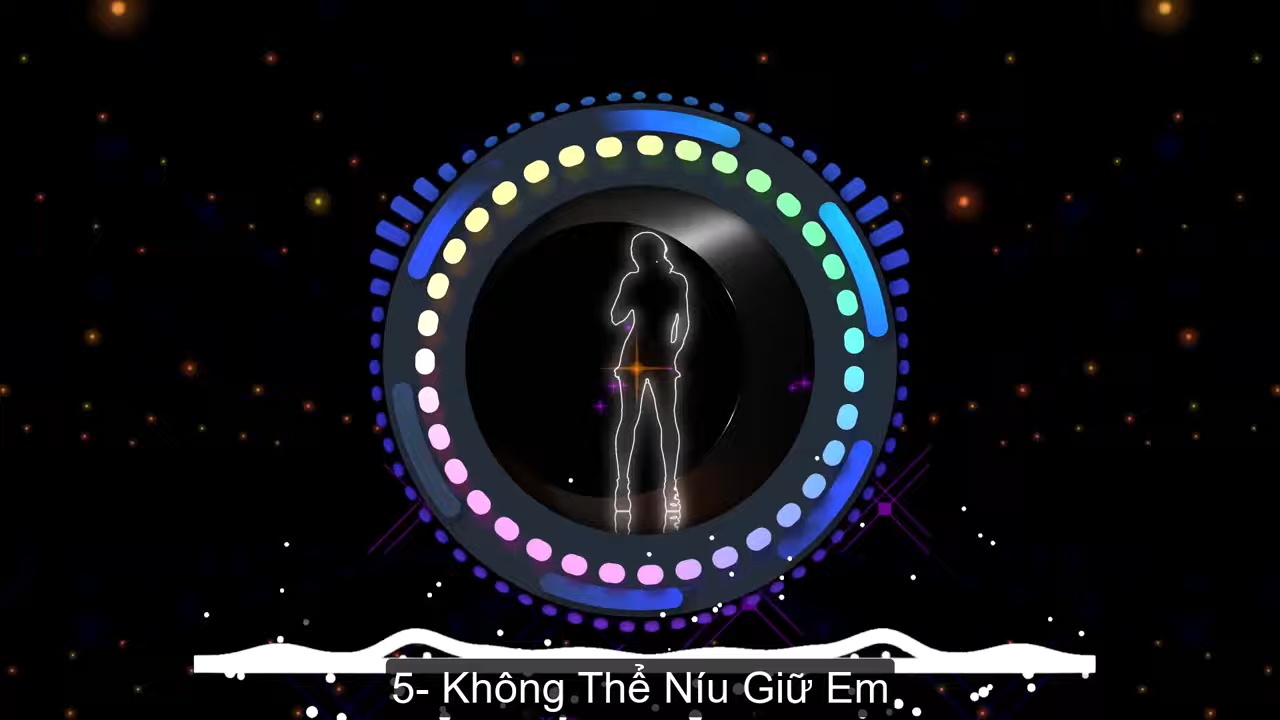 5- Không Thể Níu Giữ Em